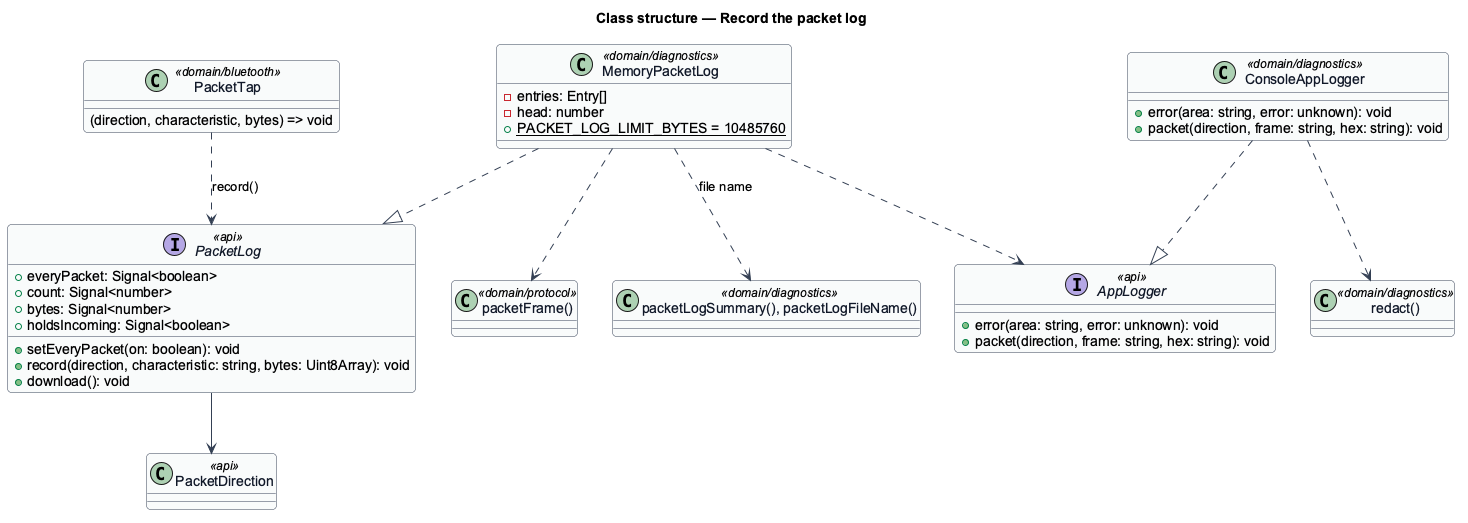 Class structure — Record the packet log
«domain/bluetooth»
C PacketTap
(direction, characteristic, bytes) => void
«domain/diagnostics»
C MemoryPacketLog
entries: Entry[]
head: number
PACKET_LOG_LIMIT_BYTES = 10485760
«domain/diagnostics»
C ConsoleAppLogger
error(area: string, error: unknown): void
packet(direction, frame: string, hex: string): void
record()
file name
«api»
I PacketLog
everyPacket: Signal<boolean>
count: Signal<number>
bytes: Signal<number>
holdsIncoming: Signal<boolean>
setEveryPacket(on: boolean): void
record(direction, characteristic: string, bytes: Uint8Array): void
download(): void
«domain/protocol»
C packetFrame()
«domain/diagnostics»
C packetLogSummary(), packetLogFileName()
«api»
I AppLogger
error(area: string, error: unknown): void
packet(direction, frame: string, hex: string): void
«domain/diagnostics»
C redact()
«api»
C PacketDirection